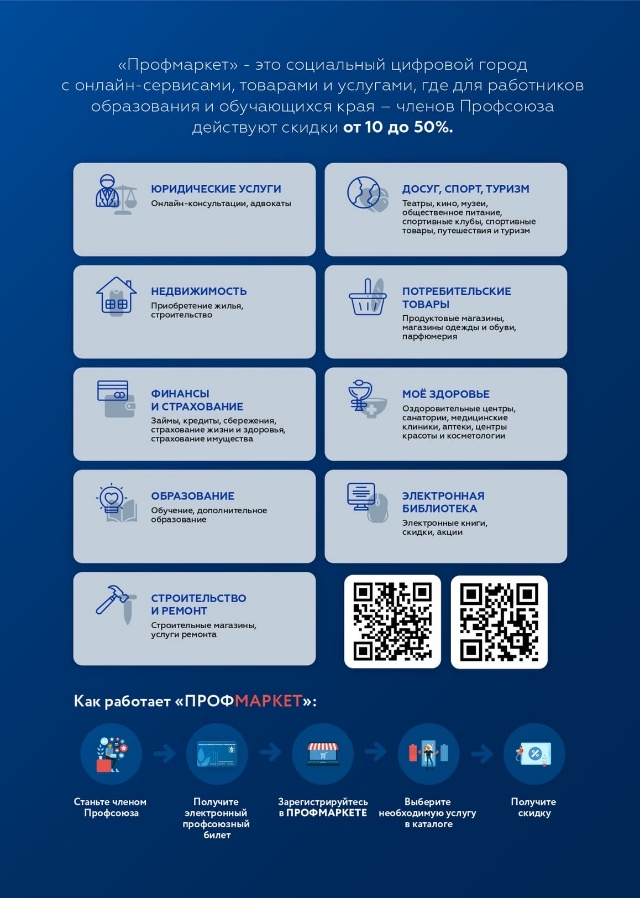 «Профмаркет» - это социальный цифровой город
с онлайн-сервисами, товарами и услугами, где для работников
образования и обучающихся края – членов Профсоюза
действуют скидки от 10 до 50%.
ЮРИДИЧЕСКИЕ УСЛУГИ
Онлайн-консультации, адвокаты
ДОСУГ, СПОРТ, ТУРИЗМ
Театры, кино, музеи,
общественное питание,
спортивные клубы, спортивные
товары, путешествия и туризм
НЕДВИЖИМОСТЬ
Приобретение жилья,
строительство
ПОТРЕБИТЕЛЬСКИЕ
ТОВАРЫ
Продуктовые магазины,
магазины одежды и обуви,
парфюмерия
ФИНАНСЫ
И СТРАХОВАНИЕ
Займы, кредиты, сбережения,
страхование жизни и здоровья,
страхование имущества
МОЁ ЗДОРОВЬЕ
Оздоровительные центры,
санатории, медицинские
клиники, аптеки, центры
красоты и косметологии
ОБРАЗОВАНИЕ
Обучение, дополнительное
образование
ЭЛЕКТРОННАЯ
БИБЛИОТЕКА
Электронные книги,
скидки, акции
СТРОИТЕЛЬСТВО
И РЕМОНТ
Строительные магазины,
услуги ремонта
Как работает «ПРОФМАРКЕТ»:
Станьте членом
Профсоюза
Получите
электронный
профсоюзный
билет
Зарегистрируйтесь
в ПРОФМАРКЕТЕ
Выберите
необходимую услугу
в каталоге
Получите
скидку